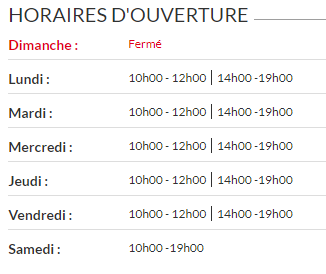 HORAIRES D'OUVERTURE
Dimanche : Fermé
Lundi : 10h00 - 12h00 | 14h00 -19h00
Mardi : 10h00 - 12h00 | 14h00 -19h00
Mercredi : 10h00 - 12h00 | 14h00 -19h00
Jeudi : 10h00 - 12h00 | 14h00 -19h00
Vendredi : 10h00 - 12h00 | 14h00 -19h00
Samedi : 10h00 -19h00